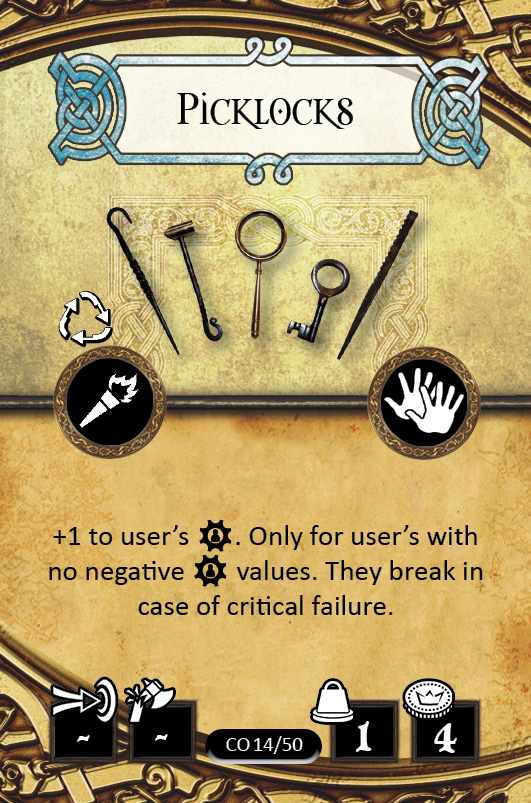 Picklocks
+1 to user's . Only for user's with
no negative values. They break in
case of critical failure.
~ ~ CO 14/50 1 4